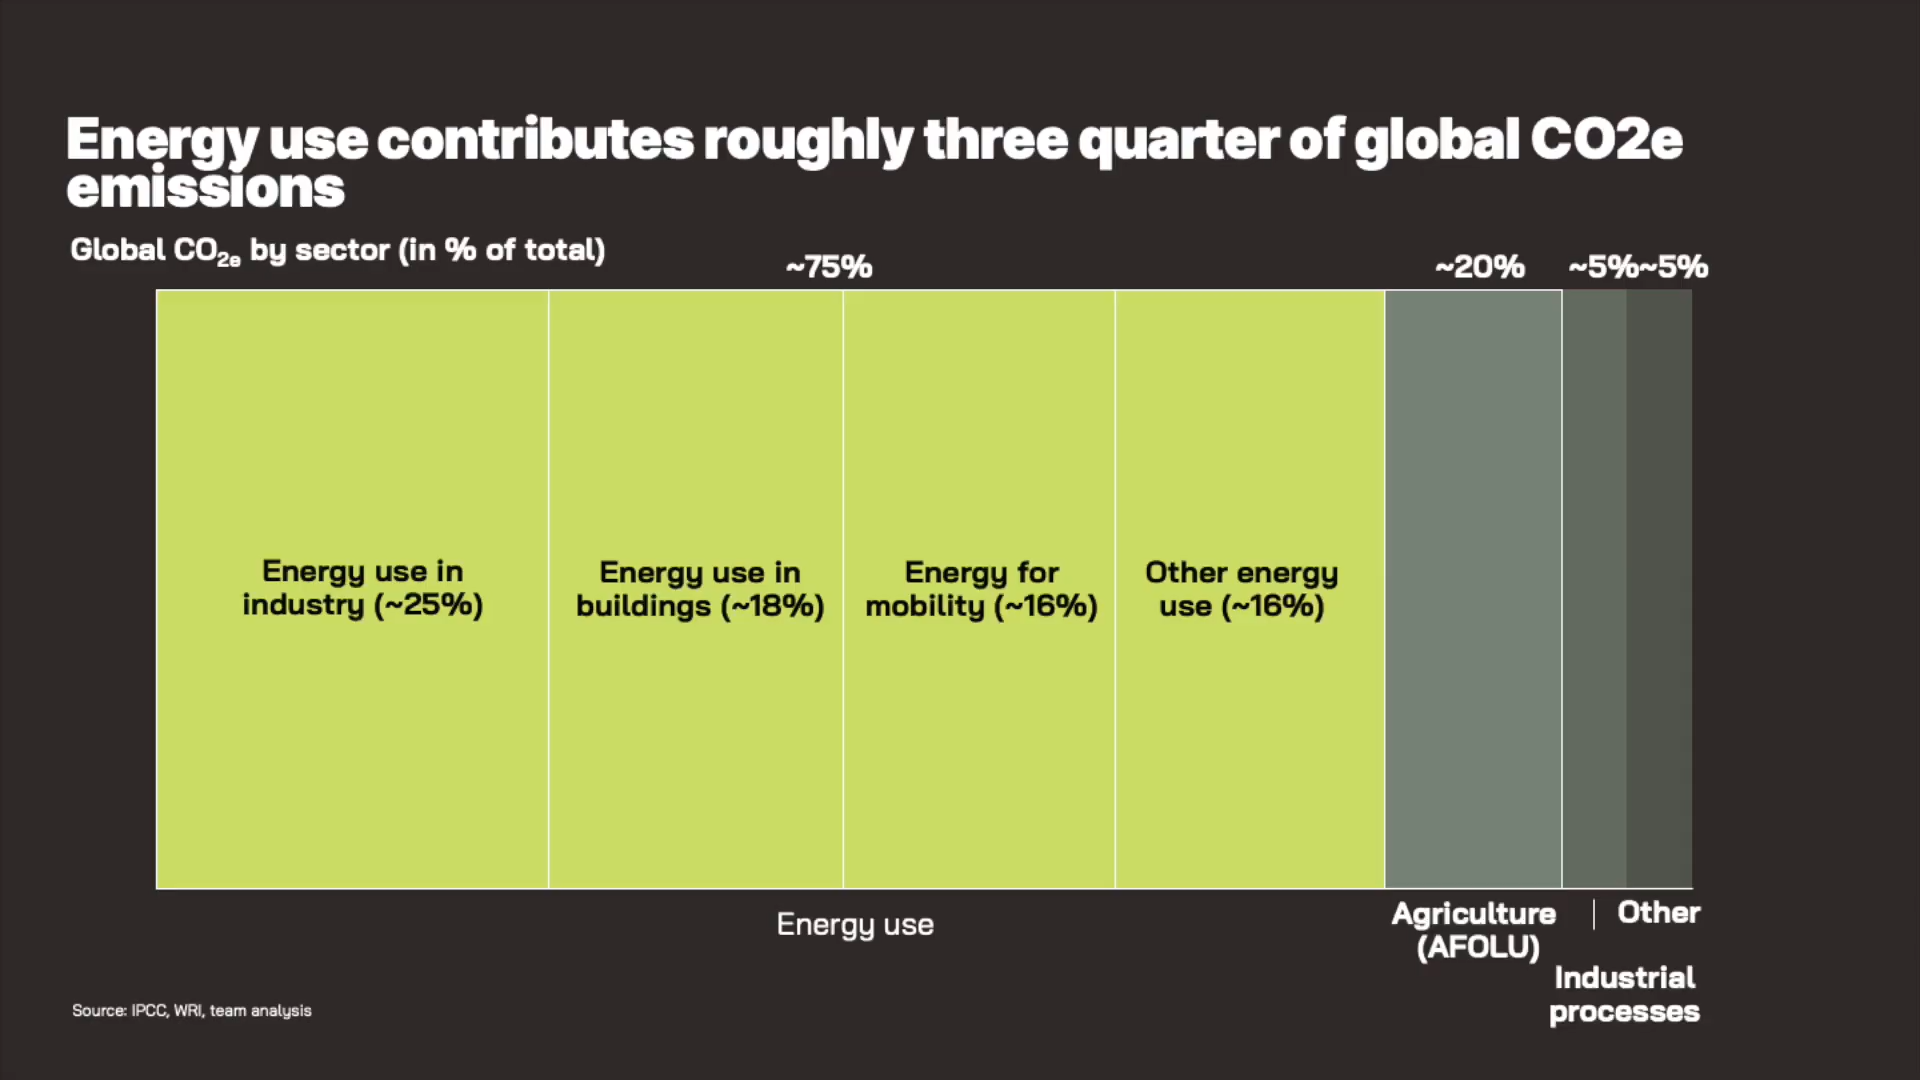 Energy use contributes roughly three quarter of global CO2e
emissions
Global CO₂ₑ by sector (in % of total)
~75%
~20%
~5%~5%
Energy use in
industry (~25%)
Energy use in
buildings (~18%)
Energy for
mobility (~16%)
Other energy
use (~16%)
Energy use
Agriculture
(AFOLU)
Other
Industrial
processes
Source: IPCC, WRI, team analysis